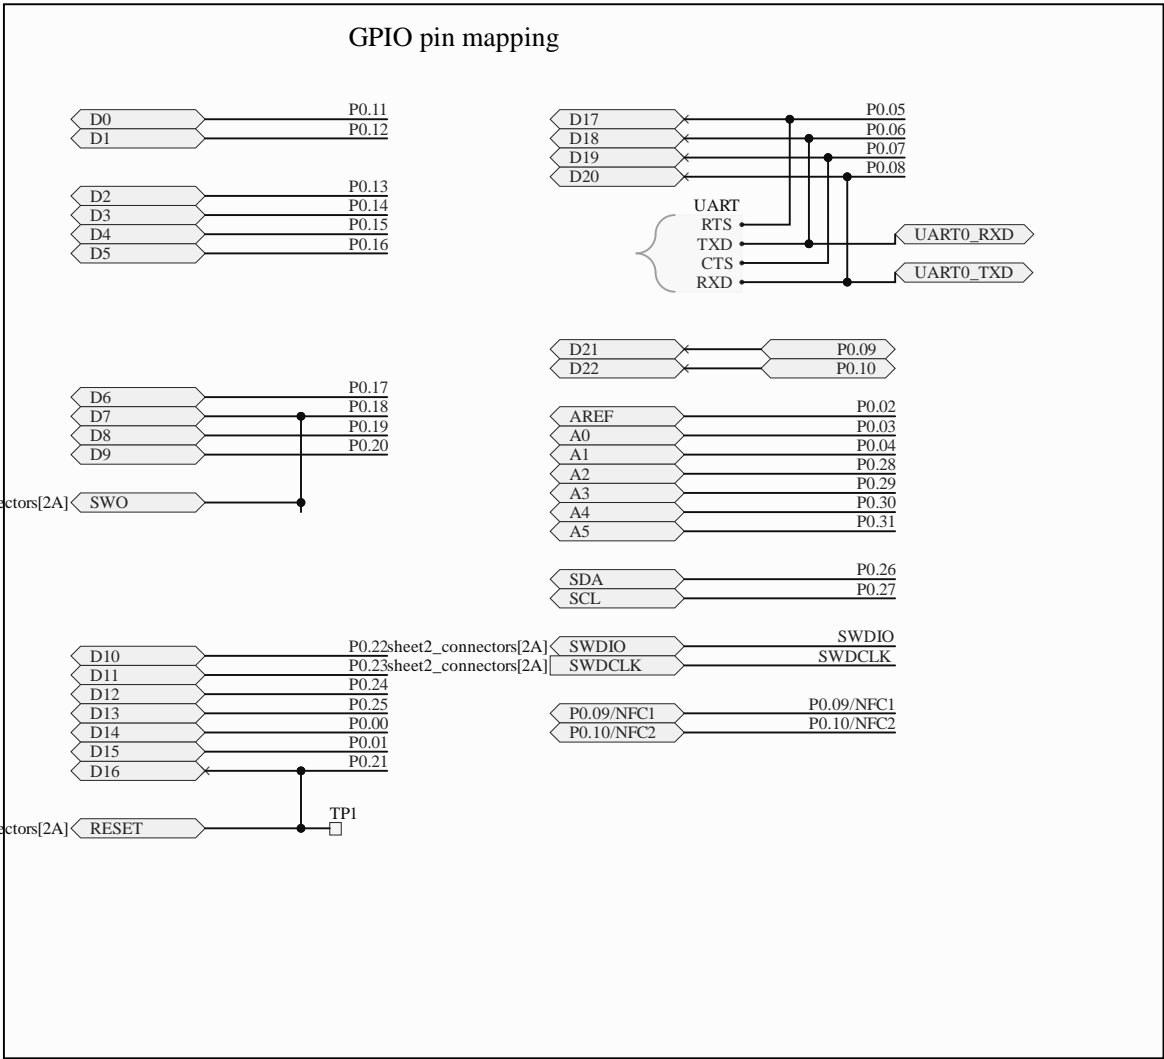 GPIO pin mapping
D0 P0.11
D1 P0.12
D2 P0.13
D3 P0.14
D4 P0.15
D5 P0.16
D6 P0.17
D7 P0.18
D8 P0.19
D9 P0.20
ectors[2A] SWO
D10 P0.22
D11 P0.23
D12 P0.24
D13 P0.25
D14 P0.00
D15 P0.01
D16 P0.21
ectors[2A] RESET TP1
D17 P0.05
D18 P0.06
D19 P0.07
D20 P0.08
UART
RTS
TXD UART0_RXD
CTS
RXD UART0_TXD
D21 P0.09
D22 P0.10
AREF P0.02
A0 P0.03
A1 P0.04
A2 P0.28
A3 P0.29
A4 P0.30
A5 P0.31
SDA P0.26
SCL P0.27
sheet2_connectors[2A] SWDIO SWDIO
sheet2_connectors[2A] SWDCLK SWDCLK
P0.09/NFC1 P0.09/NFC1
P0.10/NFC2 P0.10/NFC2